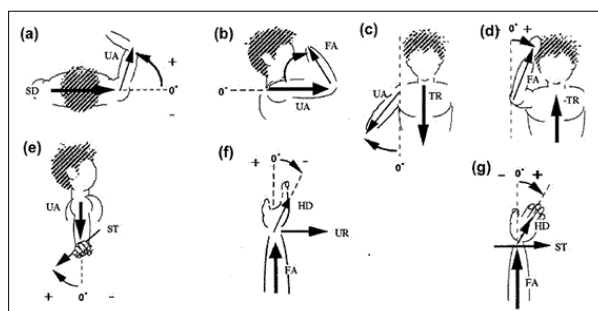 (a)
UA
+
SD
0°
-
(b)
FA
0°
UA
(c)
0°
UA
TR
0°
(d)
0°
+
FA
-TR
(e)
UA
ST
+
0°
-
(f)
+
0°
-
HD
UR
FA
(g)
-
0°
+
HD
ST
FA